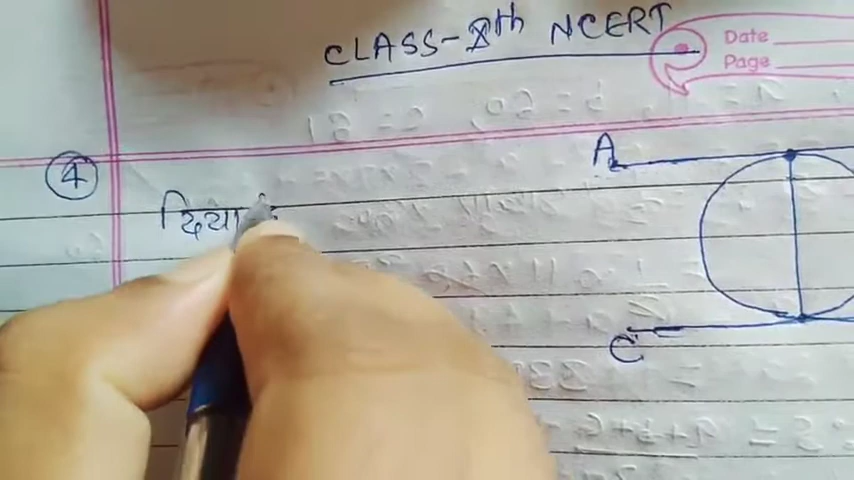 CLASS-Xth NCERT
Date
Page
4
दिया
A
C